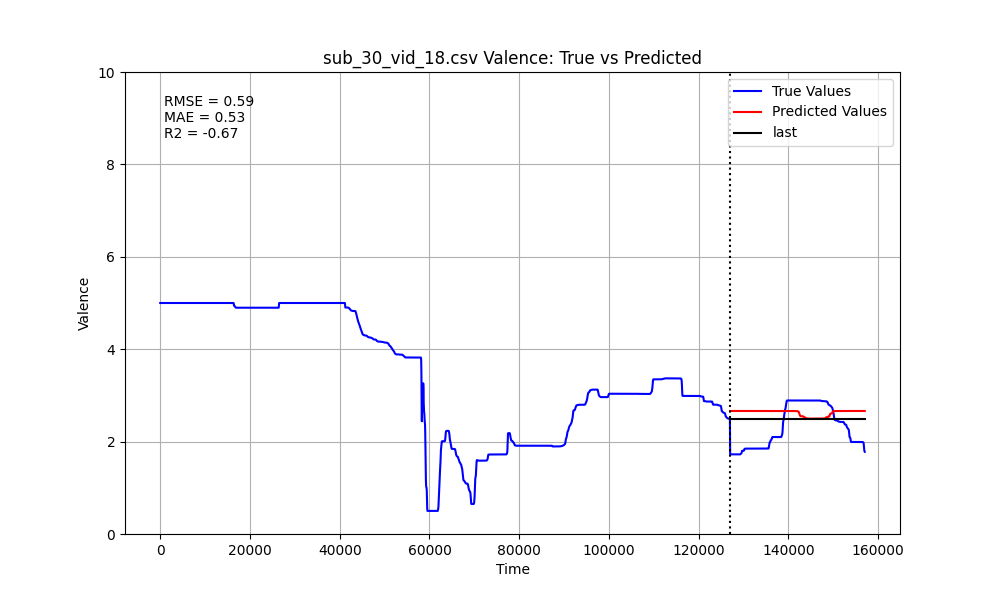 sub_30_vid_18.csv Valence: True vs Predicted
10
8
6
4
2
0
Valence
RMSE = 0.59
MAE = 0.53
R2 = -0.67
True Values
Predicted Values
last
0
20000
40000
60000
80000
100000
120000
140000
160000
Time